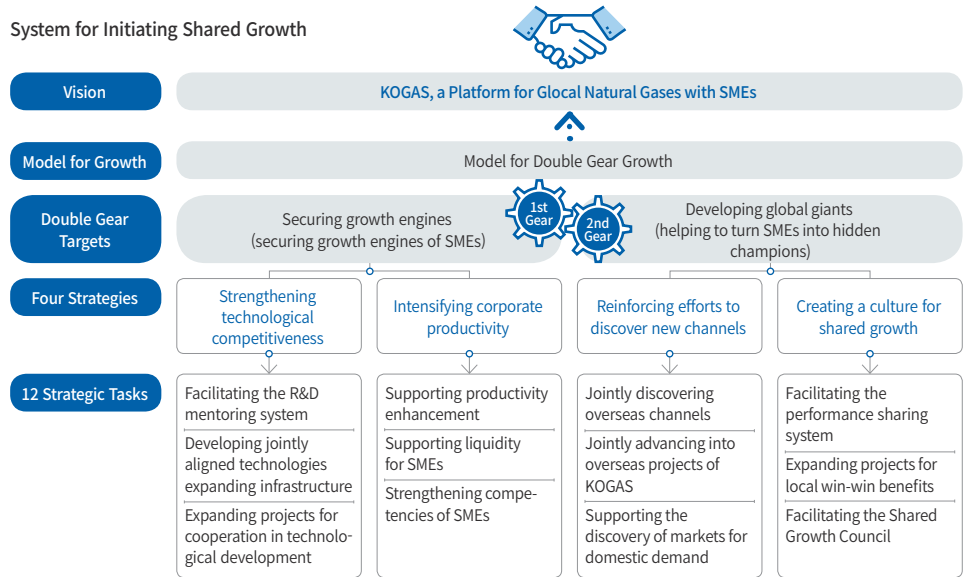 System for Initiating Shared Growth
Vision
KOGAS, a Platform for Glocal Natural Gases with SMEs
Model for Growth
Model for Double Gear Growth
Double Gear
Targets
Securing growth engines
(securing growth engines of SMEs)
1st
Gear
2nd
Gear
Developing global giants
(helping to turn SMEs into hidden
champions)
Four Strategies
Strengthening
technological
competitiveness
Intensifying corporate
productivity
Reinforcing efforts to
discover new channels
Creating a culture for
shared growth
12 Strategic Tasks
Facilitating the R&D
mentoring system
Developing jointly
aligned technologies
expanding infrastructure
Expanding projects for
cooperation in technolo-
gical development
Supporting productivity
enhancement
Supporting liquidity
for SMEs
Strengthening compe-
tencies of SMEs
Jointly discovering
overseas channels
Jointly advancing into
overseas projects of
KOGAS
Supporting the
discovery of markets for
domestic demand
Facilitating the
performance sharing
system
Expanding projects for
local win-win benefits
Facilitating the Shared
Growth Council